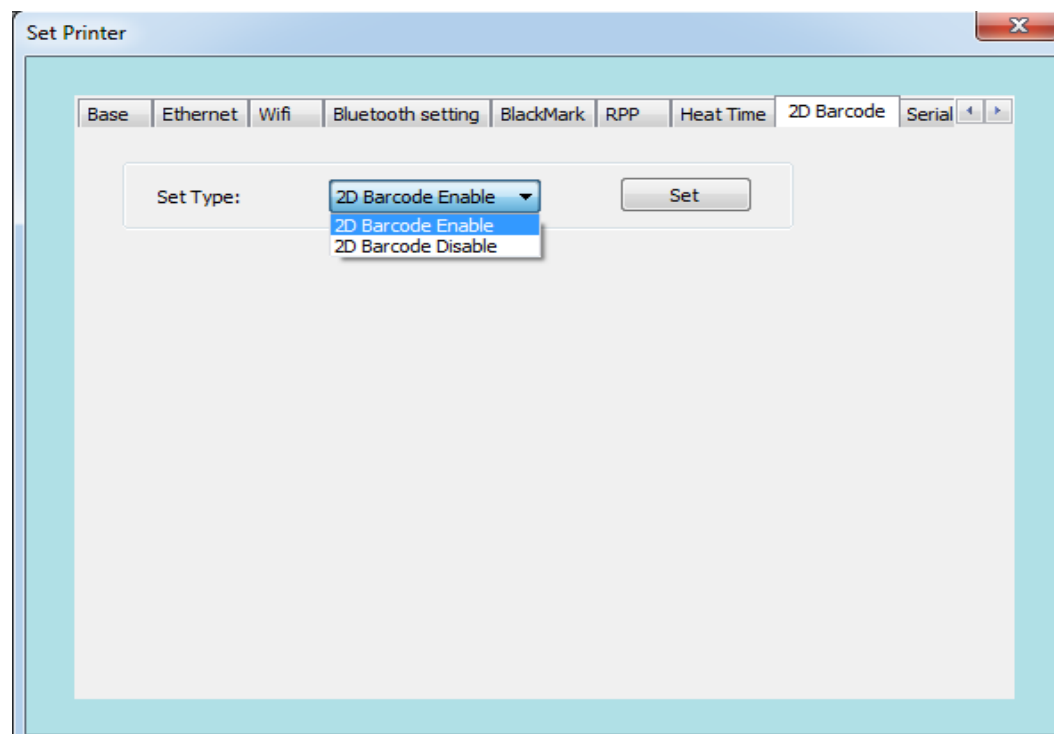 Set Printer
Base Ethernet Wifi Bluetooth setting BlackMark RPP Heat Time 2D Barcode Serial
Set Type: 2D Barcode Enable Set
2D Barcode Enable
2D Barcode Disable